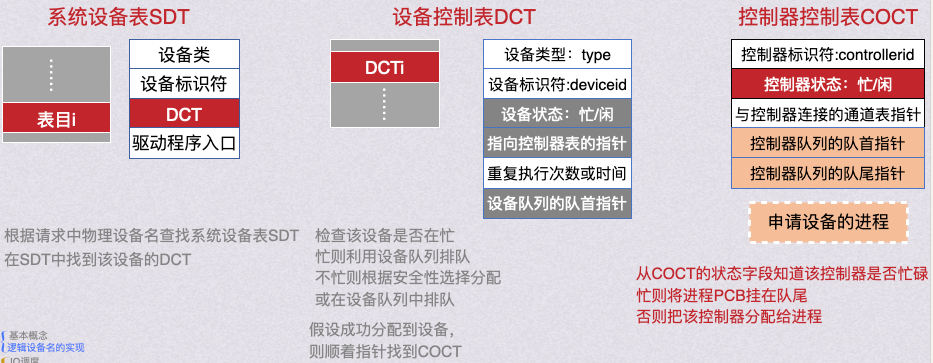 系统设备表SDT
设备控制表DCT
控制器控制表COCT
表目i
设备类
设备标识符
DCT
驱动程序入口
DCTi
设备类型：type
设备标识符:deviceid
设备状态：忙/闲
指向控制器表的指针
重复执行次数或时间
设备队列的队首指针
控制器标识符:controllerid
控制器状态：忙/闲
与控制器连接的通道表指针
控制器队列的队首指针
控制器队列的队尾指针
申请设备的进程
根据请求中物理设备名查找系统设备表SDT
在SDT中找到该设备的DCT
检查该设备是否在忙
忙则利用设备队列排队
不忙则根据安全性选择分配
或在设备队列中排队
假设成功分配到设备，
则顺着指针找到COCT
从COCT的状态字段知道该控制器是否忙碌
忙则将进程PCB挂在队尾
否则把该控制器分配给进程
基本概念
逻辑设备名的实现
IO调度